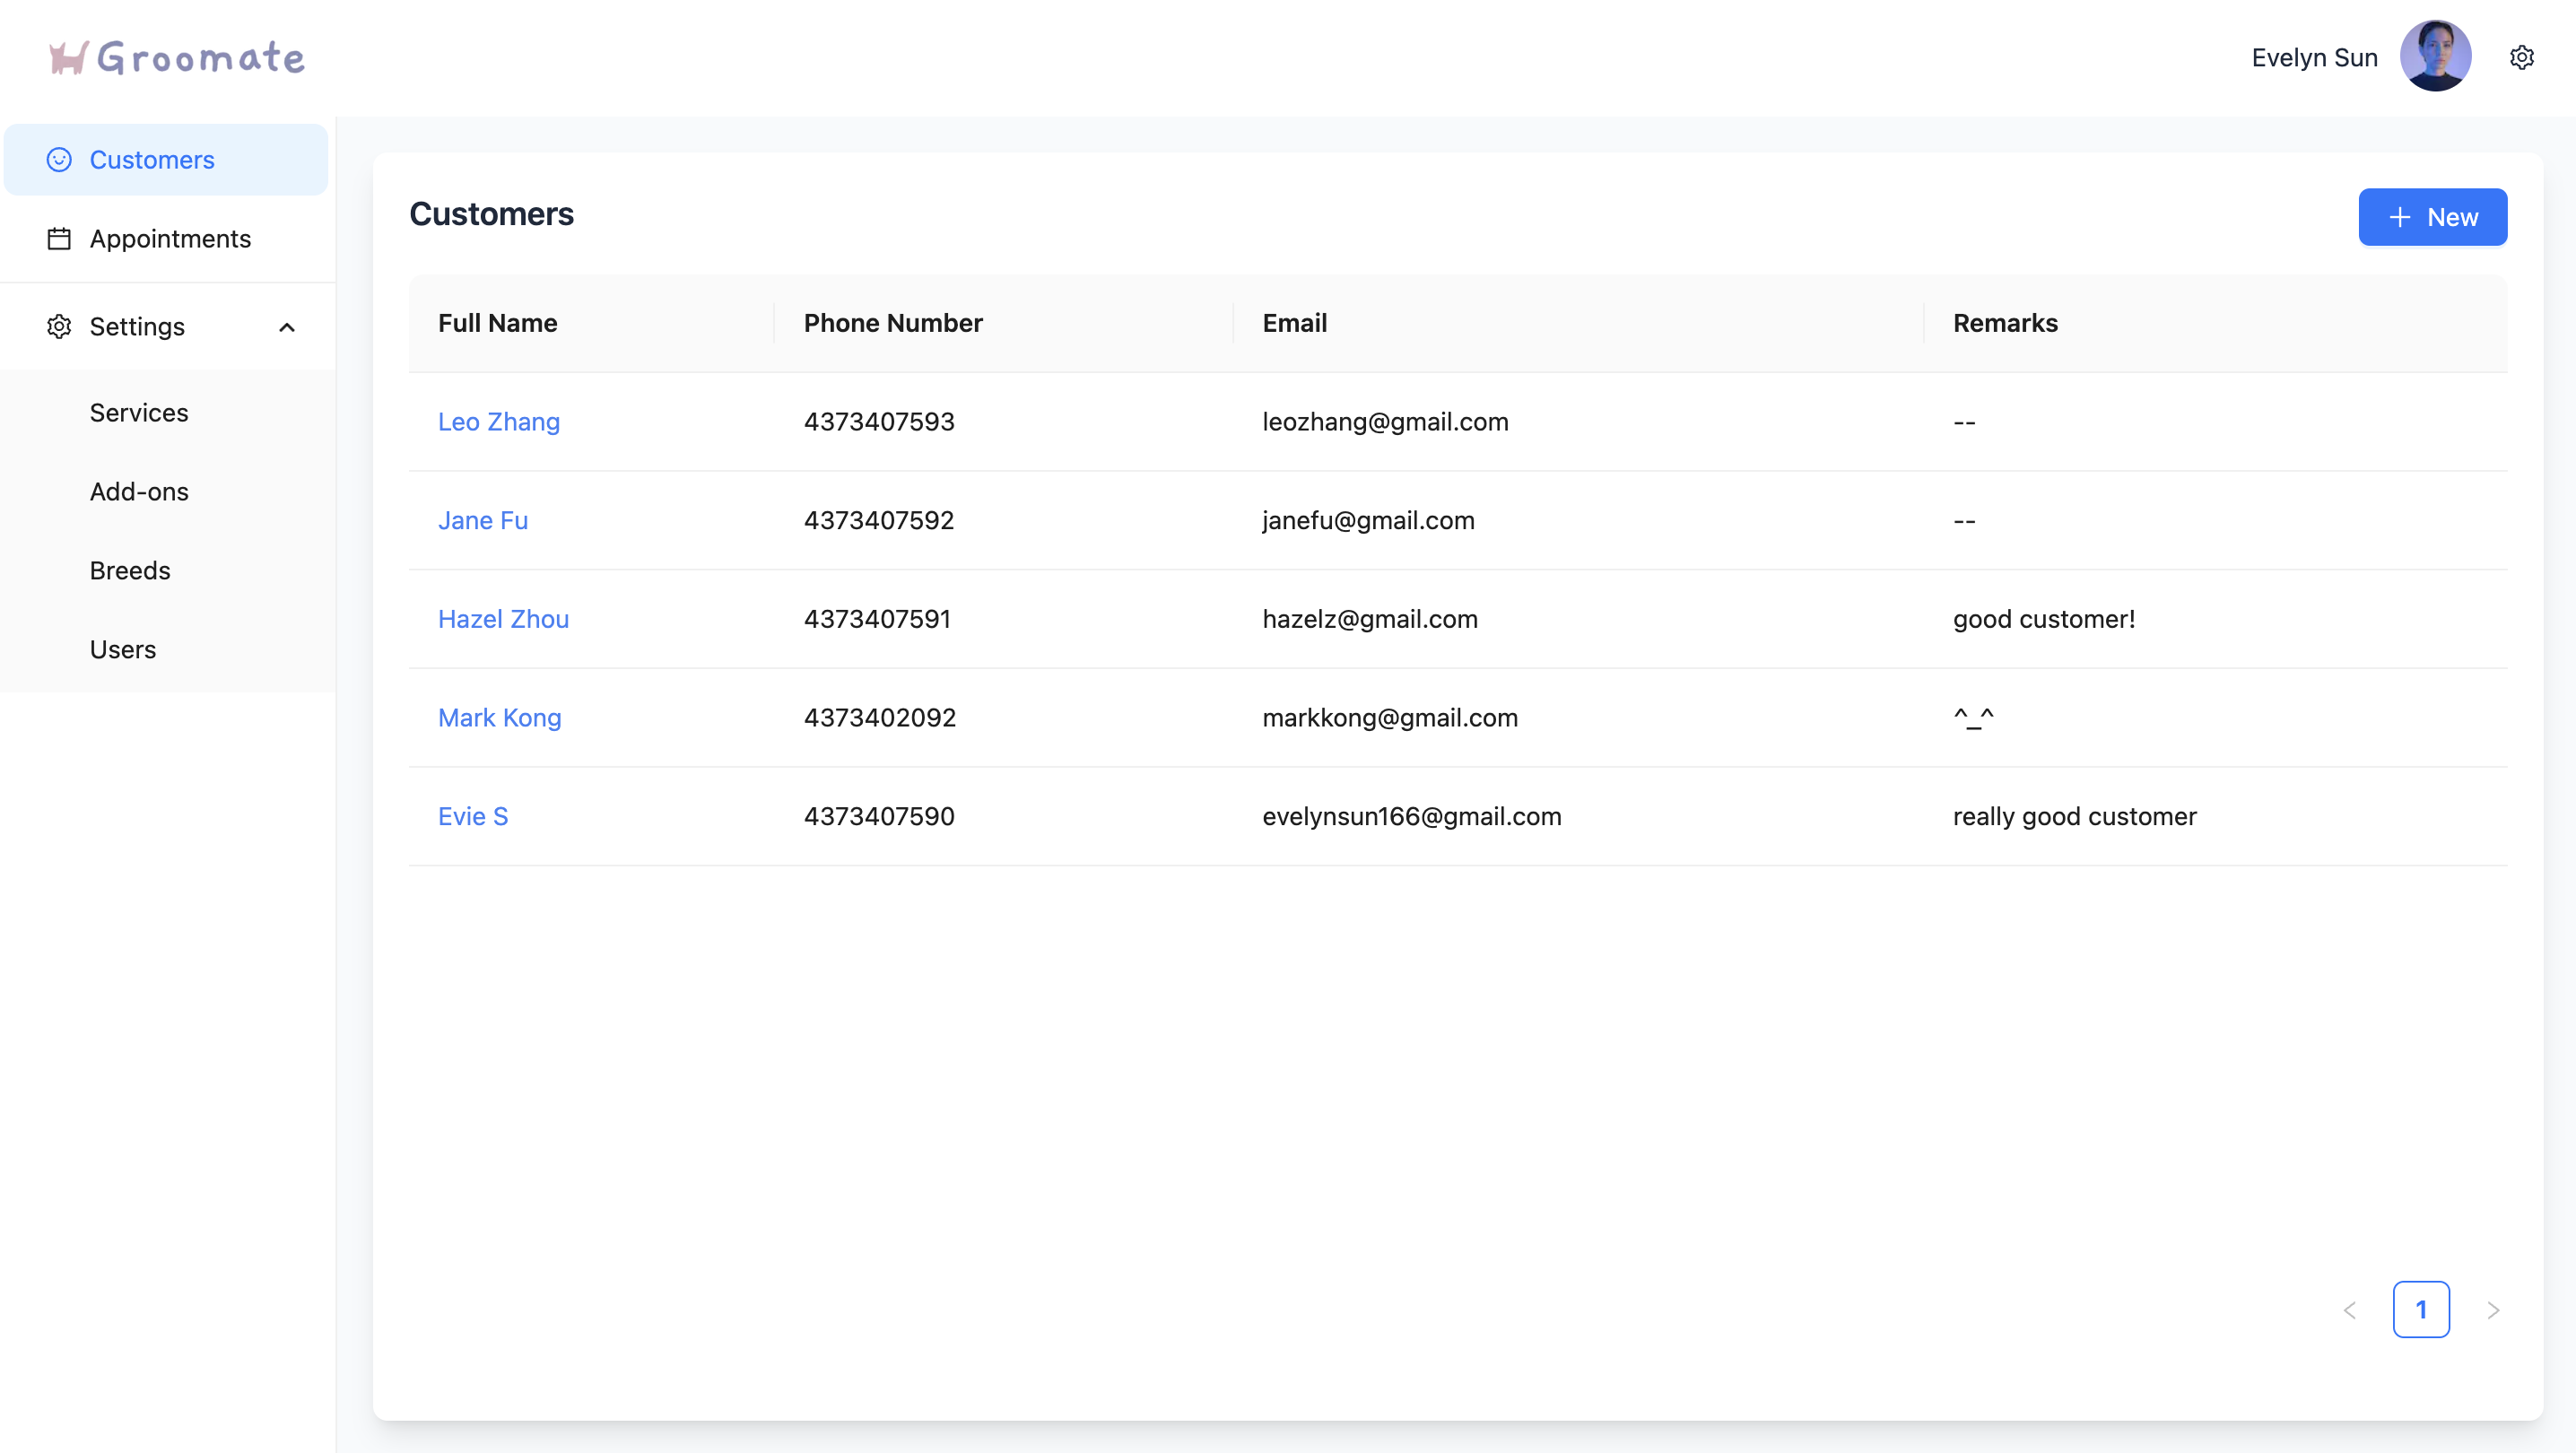 Groomate
Evelyn Sun
Customers
Appointments
Settings
Services
Add-ons
Breeds
Users
Customers
New
Full Name Phone Number Email Remarks
Leo Zhang 4373407593 leozhang@gmail.com --
Jane Fu 4373407592 janefu@gmail.com --
Hazel Zhou 4373407591 hazelz@gmail.com good customer!
Mark Kong 4373402092 markkong@gmail.com ^_^
Evie S 4373407590 evelynsun166@gmail.com really good customer
1